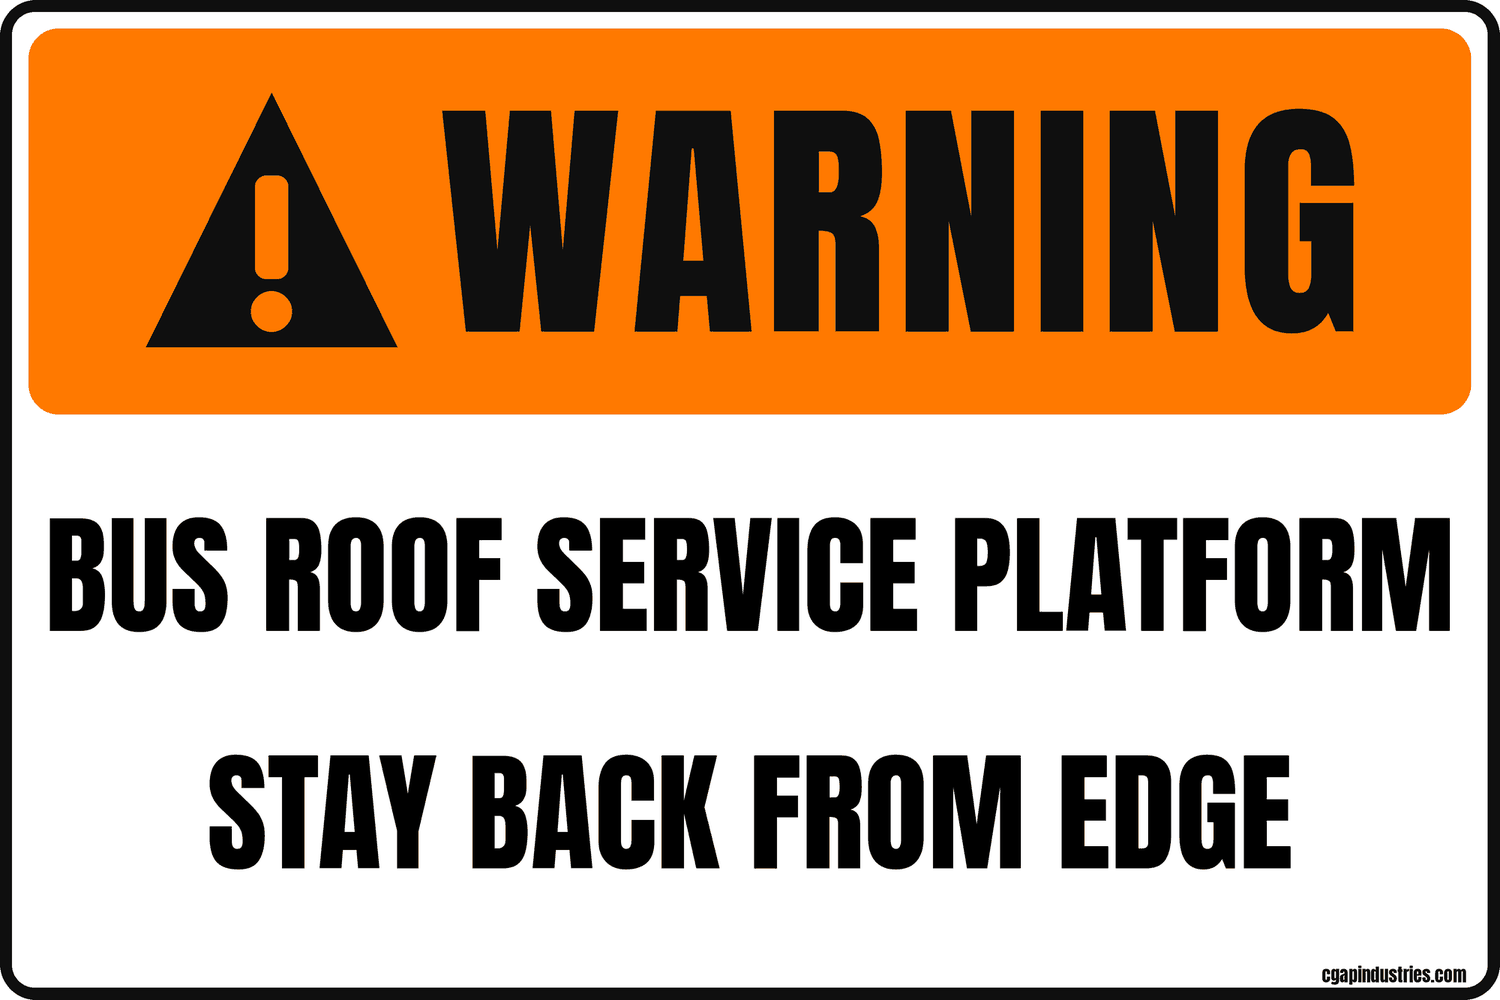 WARNING
BUS ROOF SERVICE PLATFORM
STAY BACK FROM EDGE
cgapindustries.com